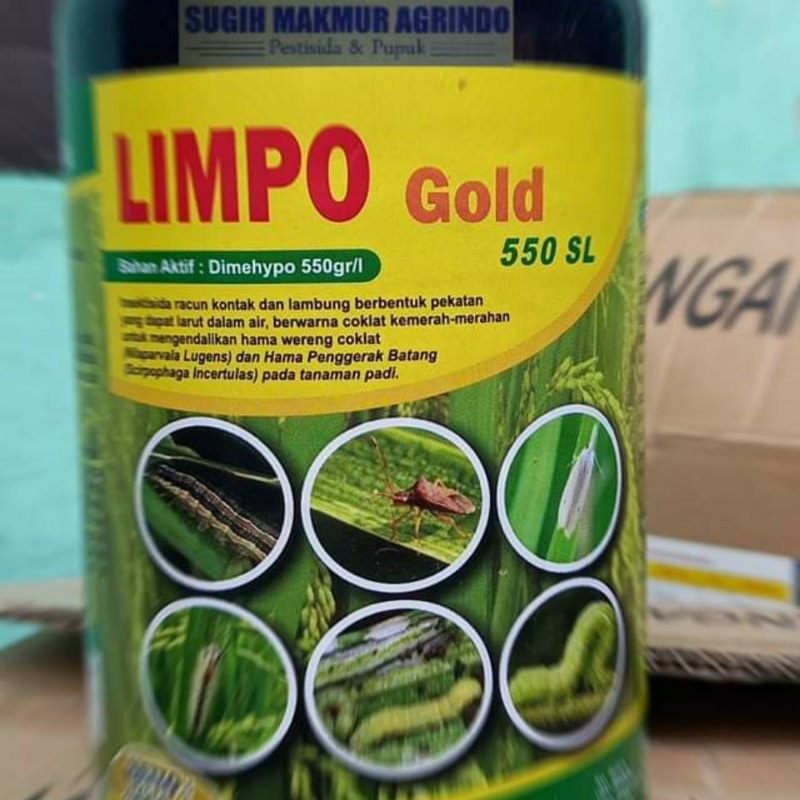 SUGIH MAKMUR AGRINDO
Pestisida & Pupuk
LIMPO Gold
550 SL
Bahan Aktif : Dimehypo 550gr/l
Insektisida racun kontak dan lambung berbentuk pekatan
yang dapat larut dalam air, berwarna coklat kemerah-merahan
untuk mengendalikan hama wereng coklat
(Nilaparvala Lugens) dan Hama Penggerak Batang
(Scirpophaga Incertulas) pada tanaman padi.
NGAN